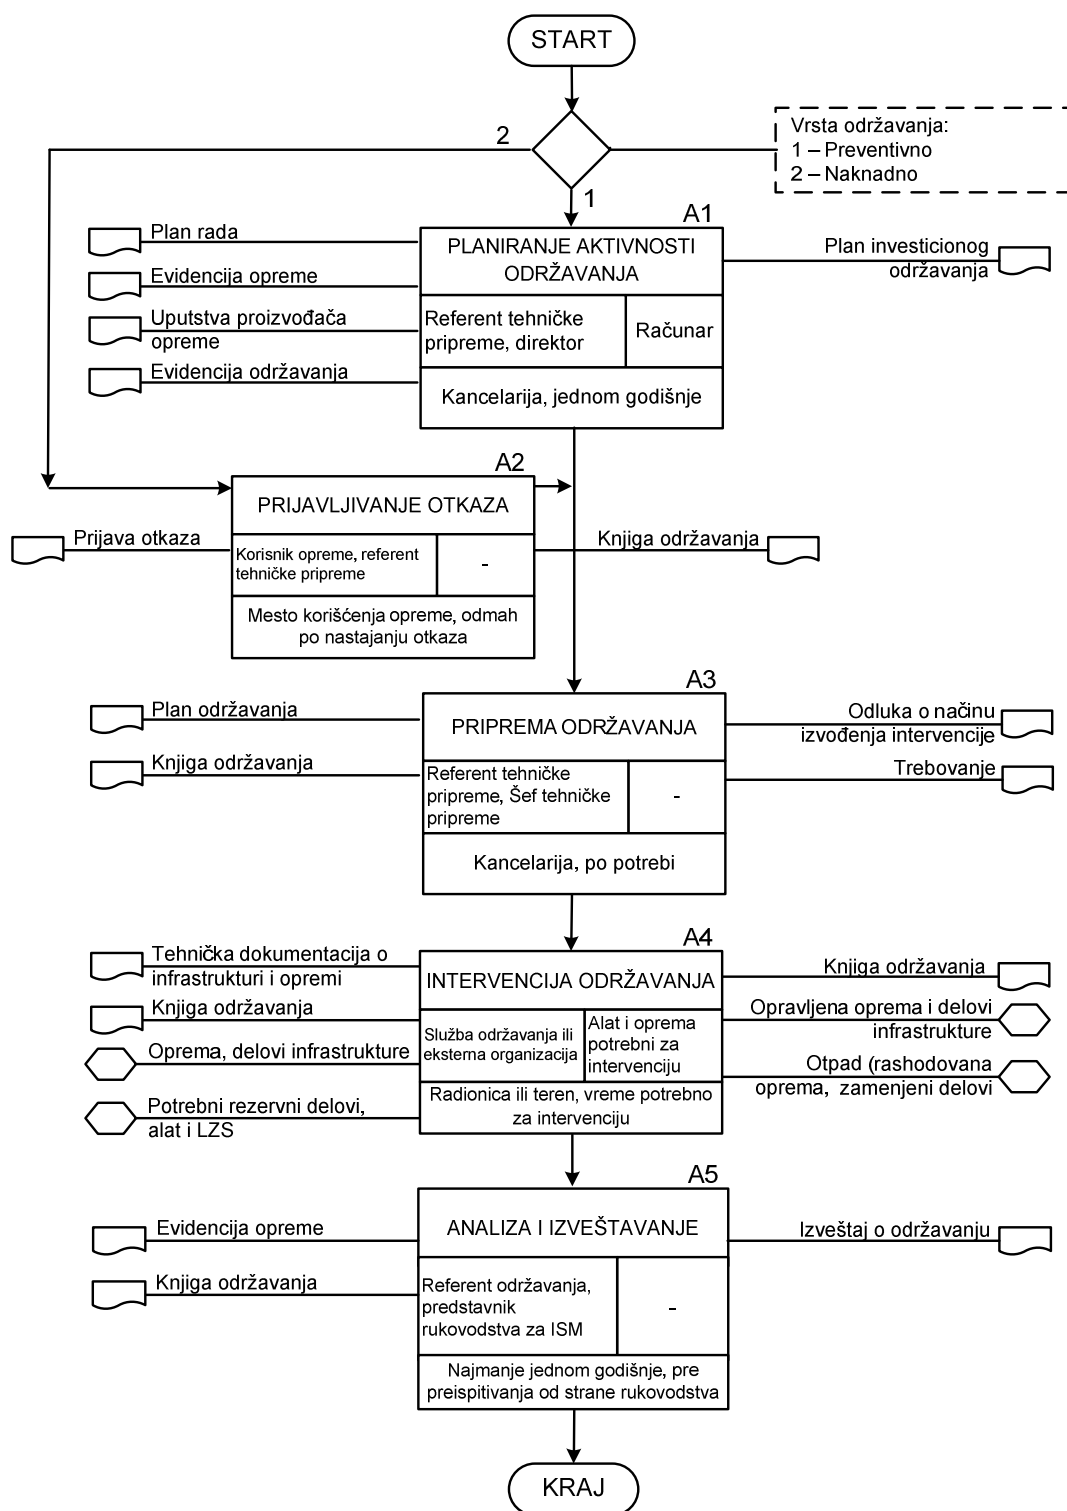 START
2
Vrsta održavanja:
1 – Preventivno
2 – Naknadno
1
A1
Plan rada
Evidencija opreme
Uputstva proizvođača
opreme
Evidencija održavanja
PLANIRANJE AKTIVNOSTI
ODRŽAVANJA
Referent tehničke
pripreme, direktor
Računar
Kancelarija, jednom godišnje
Plan investicionog
održavanja
A2
PRIJAVLJIVANJE OTKAZA
Prijava otkaza
Korisnik opreme, referent
tehničke pripreme
-
Mesto korišćenja opreme, odmah
po nastajanju otkaza
Knjiga održavanja
A3
Plan održavanja
Knjiga održavanja
PRIPREMA ODRŽAVANJA
Referent tehničke
pripreme, Šef tehničke
pripreme
-
Kancelarija, po potrebi
Odluka o načinu
izvođenja intervencije
Trebovanje
A4
Tehnička dokumentacija o
infrastrukturi i opremi
Knjiga održavanja
Oprema, delovi infrastrukture
Potrebni rezervni delovi,
alat i LZS
INTERVENCIJA ODRŽAVANJA
Služba održavanja ili
eksterna organizacija
Alat i oprema
potrebni za
intervenciju
Radionica ili teren, vreme potrebno
za intervenciju
Knjiga održavanja
Opravljena oprema i delovi
infrastrukture
Otpad (rashodovana
oprema, zamenjeni delovi
A5
Evidencija opreme
Knjiga održavanja
ANALIZA I IZVEŠTAVANJE
Referent održavanja,
predstavnik
rukovodstva za ISM
-
Najmanje jednom godišnje, pre
preispitivanja od strane rukovodstva
Izveštaj o održavanju
KRAJ